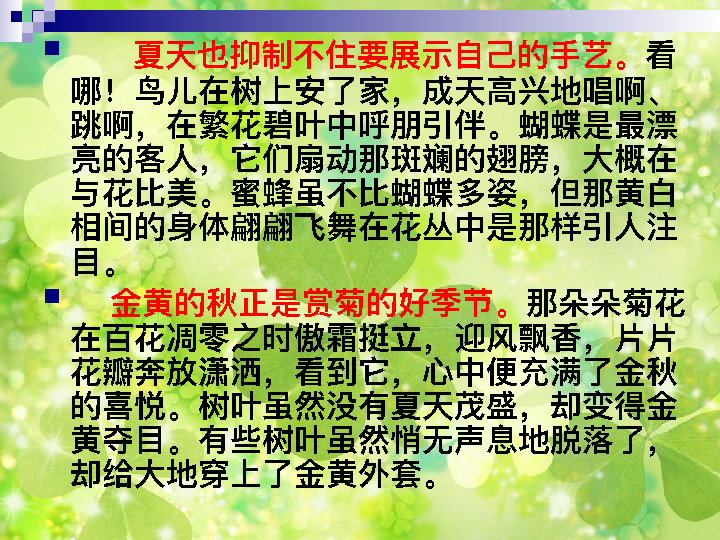 夏天也抑制不住要展示自己的手艺。看
哪！鸟儿在树上安了家，成天高兴地唱啊、
跳啊，在繁花碧叶中呼朋引伴。蝴蝶是最漂
亮的客人，它们扇动那斑斓的翅膀，大概在
与花比美。蜜蜂虽不比蝴蝶多姿，但那黄白
相间的身体翩翩飞舞在花丛中是那样引人注
目。
金黄的秋正是赏菊的好季节。那朵朵菊花
在百花凋零之时傲霜挺立，迎风飘香，片片
花瓣奔放潇洒，看到它，心中便充满了金秋
的喜悦。树叶虽然没有夏天茂盛，却变得金
黄夺目。有些树叶虽然悄无声息地脱落了，
却给大地穿上了金黄外套。